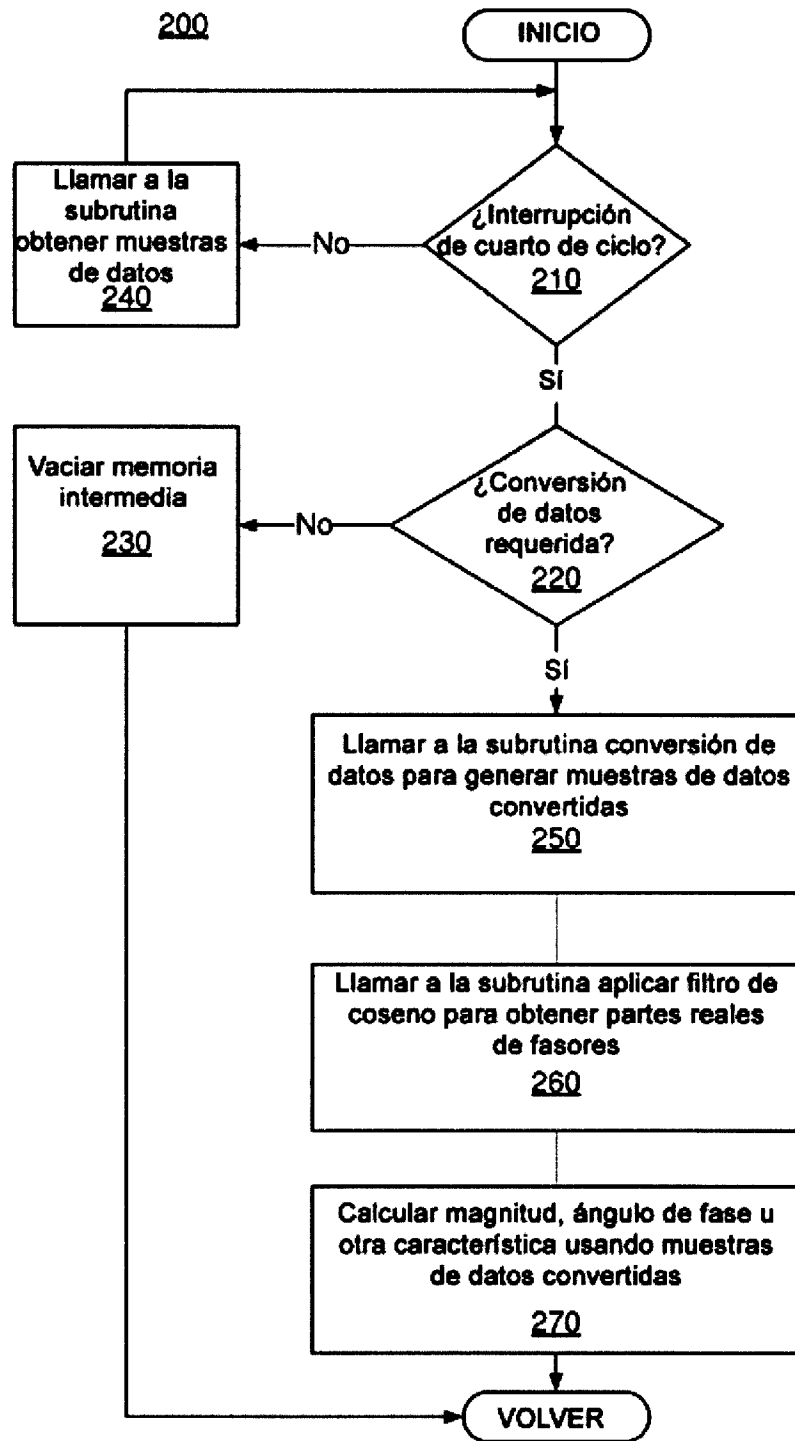 200
INICIO
Llamar a la
subrutina
obtener muestras
de datos
240
No
¿Interrupción
de cuarto de ciclo?
210
Sí
Vaciar memoria
intermedia
230
No
¿Conversión
de datos
requerida?
220
Sí
Llamar a la subrutina conversión de
datos para generar muestras de datos
convertidas
250
Llamar a la subrutina aplicar filtro de
coseno para obtener partes reales
de fasores
260
Calcular magnitud, ángulo de fase u
otra característica usando muestras
de datos convertidas
270
VOLVER